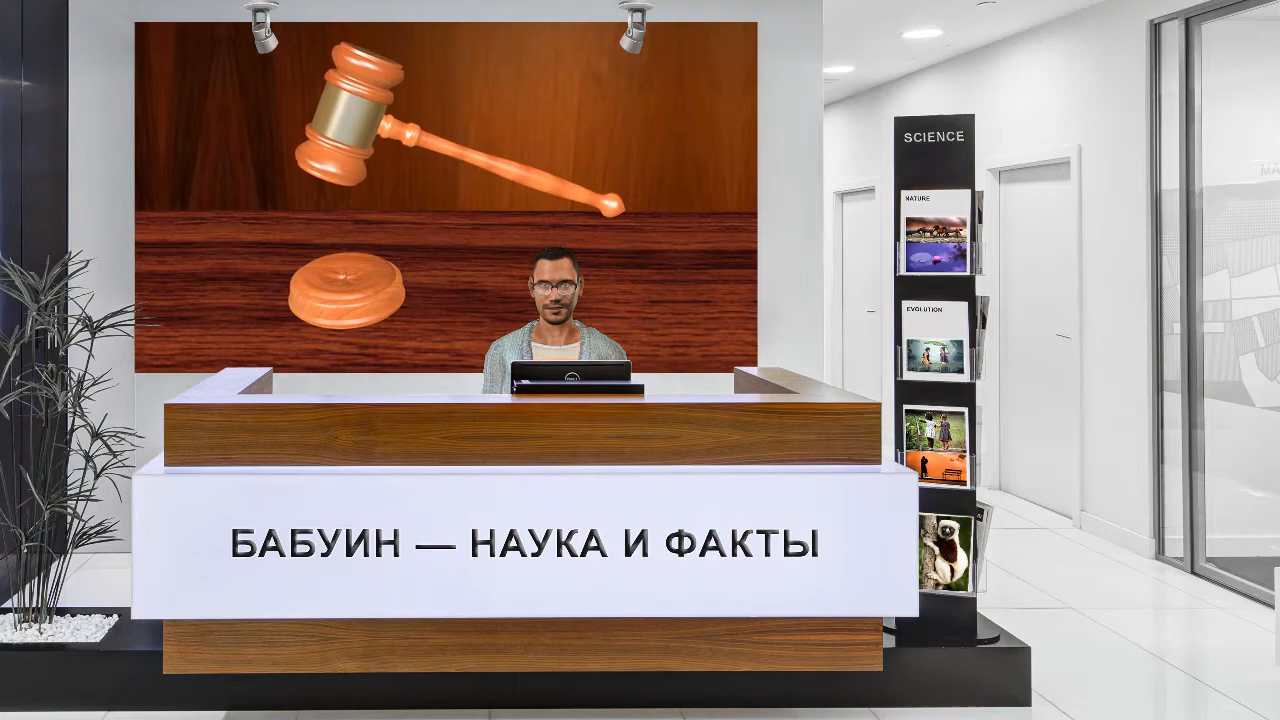 SCIENCE
NATURE
EVOLUTION
БАБУИН — НАУКА И ФАКТЫ